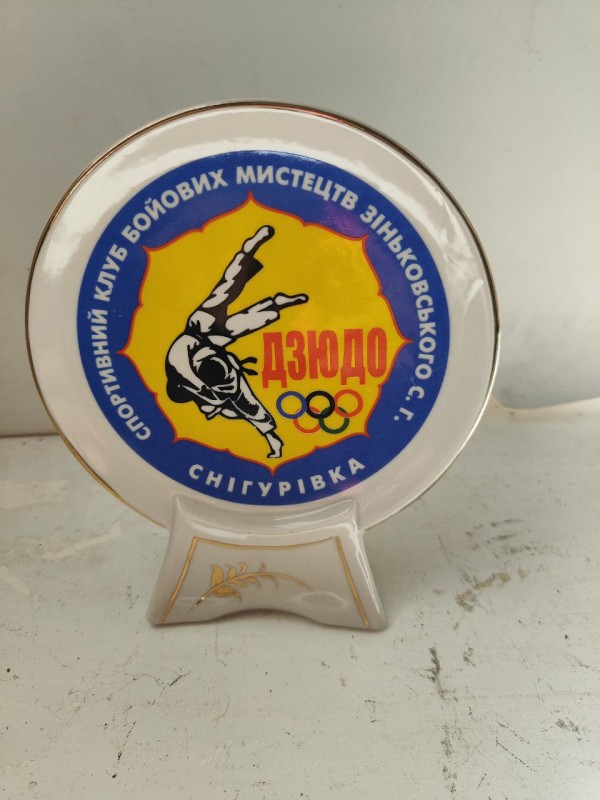 СПОРТИВНИЙ КЛУБ БОЙОВИХ МИСТЕЦТВ ЗІНЬКОВСЬКОГО С. Г.
ДЗЮДО
СНІГУРІВКА